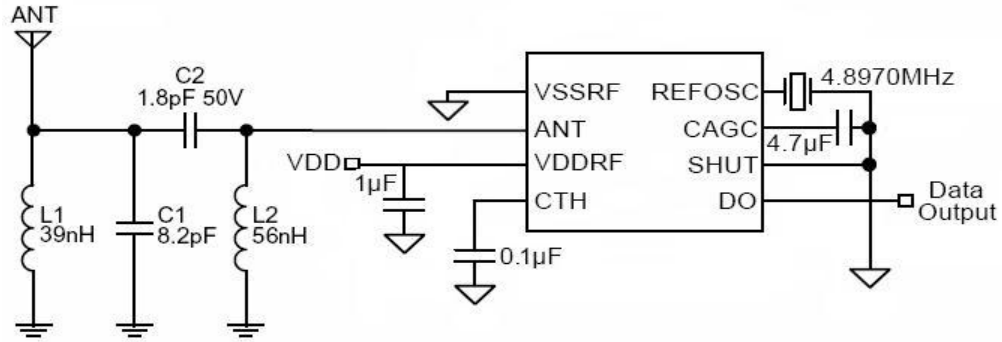 ANT
C2
1.8pF 50V
L1
39nH
C1
8.2pF
L2
56nH
VDD
1µF
0.1µF
VSSRF
ANT
VDDRF
CTH
REFOSC
CAGC
SHUT
DO
4.8970MHz
4.7µF
Data
Output